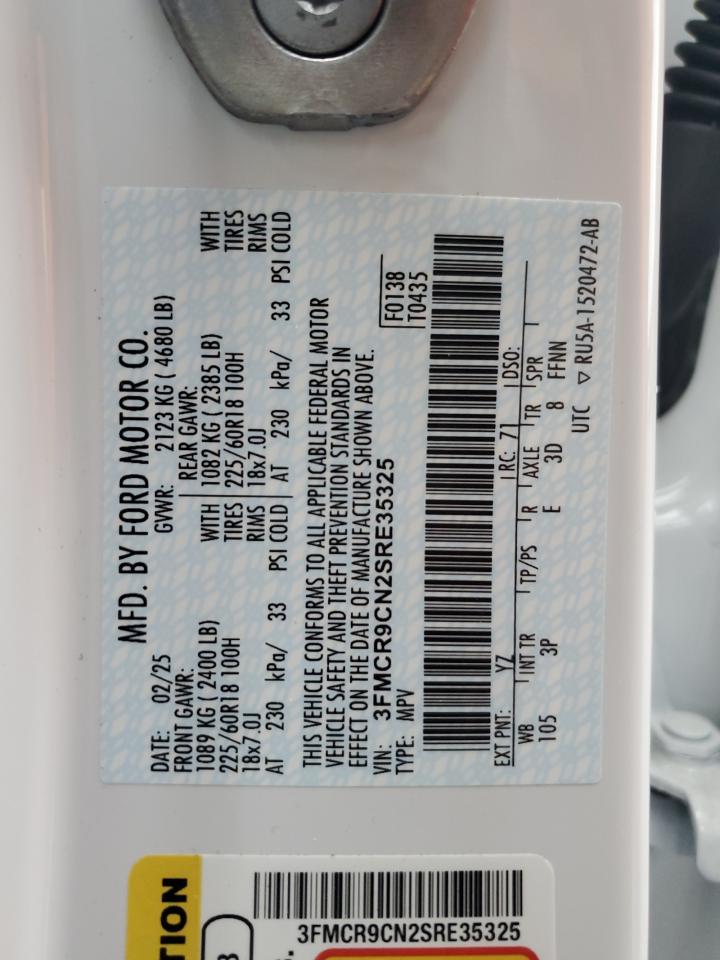 MFD. BY FORD MOTOR CO.
DATE: 02/25 GVWR: 2123 KG ( 4680 LB)
FRONT GAWR: REAR GAWR:
1089 KG ( 2400 LB) WITH 1082 KG ( 2385 LB) WITH
225/60R18 100H TIRES 225/60R18 100H TIRES
18x7.0J RIMS 18x7.0J RIMS
AT 230 kPa/ 33 PSI COLD AT 230 kPa/ 33 PSI COLD
THIS VEHICLE CONFORMS TO ALL APPLICABLE FEDERAL MOTOR
VEHICLE SAFETY AND THEFT PREVENTION STANDARDS IN
EFFECT ON THE DATE OF MANUFACTURE SHOWN ABOVE.
VIN: 3FMCR9CN2SRE35325 F0138
TYPE: MPV T0435
EXT PNT: YZ RC: 71 DSO:
WB INT TR TP/PS R AXLE TR SPR
105 3P E 3D 8 FFNN
UTC ▽ RU5A-1520472-AB
TION
3FMCR9CN2SRE35325